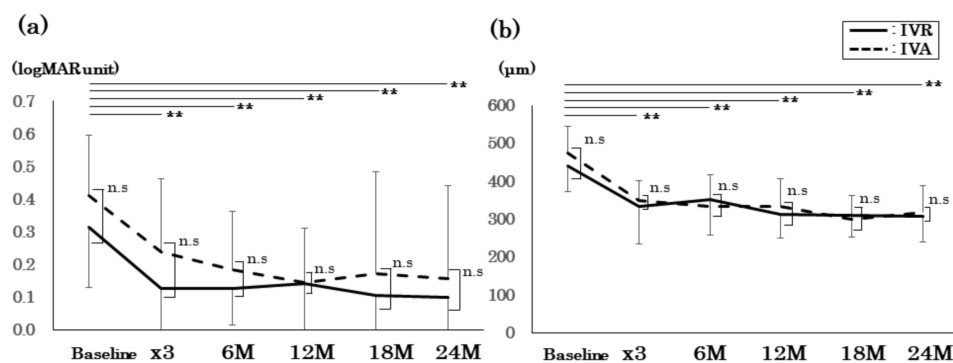 (a)
(logMARunit)
**
**
**
**
**
0.7
0.6
0.5
0.4
0.3
0.2
0.1
0.0
n.s
n.s
n.s
n.s
n.s
n.s
Baseline x3 6M 12M 18M 24M
(b)
: IVR
: IVA
(μm)
**
**
**
**
**
600
500
400
300
200
100
0
n.s
n.s
n.s
n.s
n.s
n.s
Baseline x3 6M 12M 18M 24M